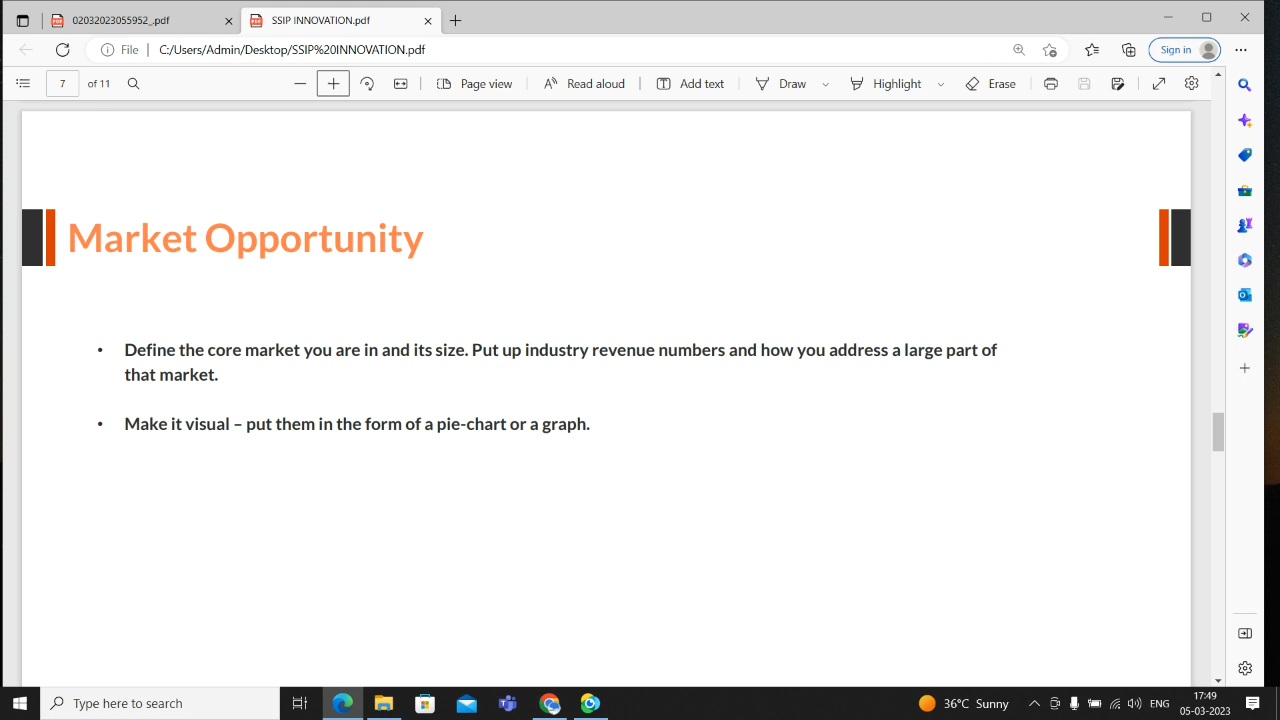 02032023055952_.pdf
SSIP INNOVATION.pdf
File
C:/Users/Admin/Desktop/SSIP%20INNOVATION.pdf
Sign in
7 of 11
Page view
Read aloud
Add text
Draw
Highlight
Erase
Market Opportunity
• Define the core market you are in and its size. Put up industry revenue numbers and how you address a large part of
that market.
• Make it visual – put them in the form of a pie-chart or a graph.
Type here to search
36°C Sunny
ENG
17:49
05-03-2023